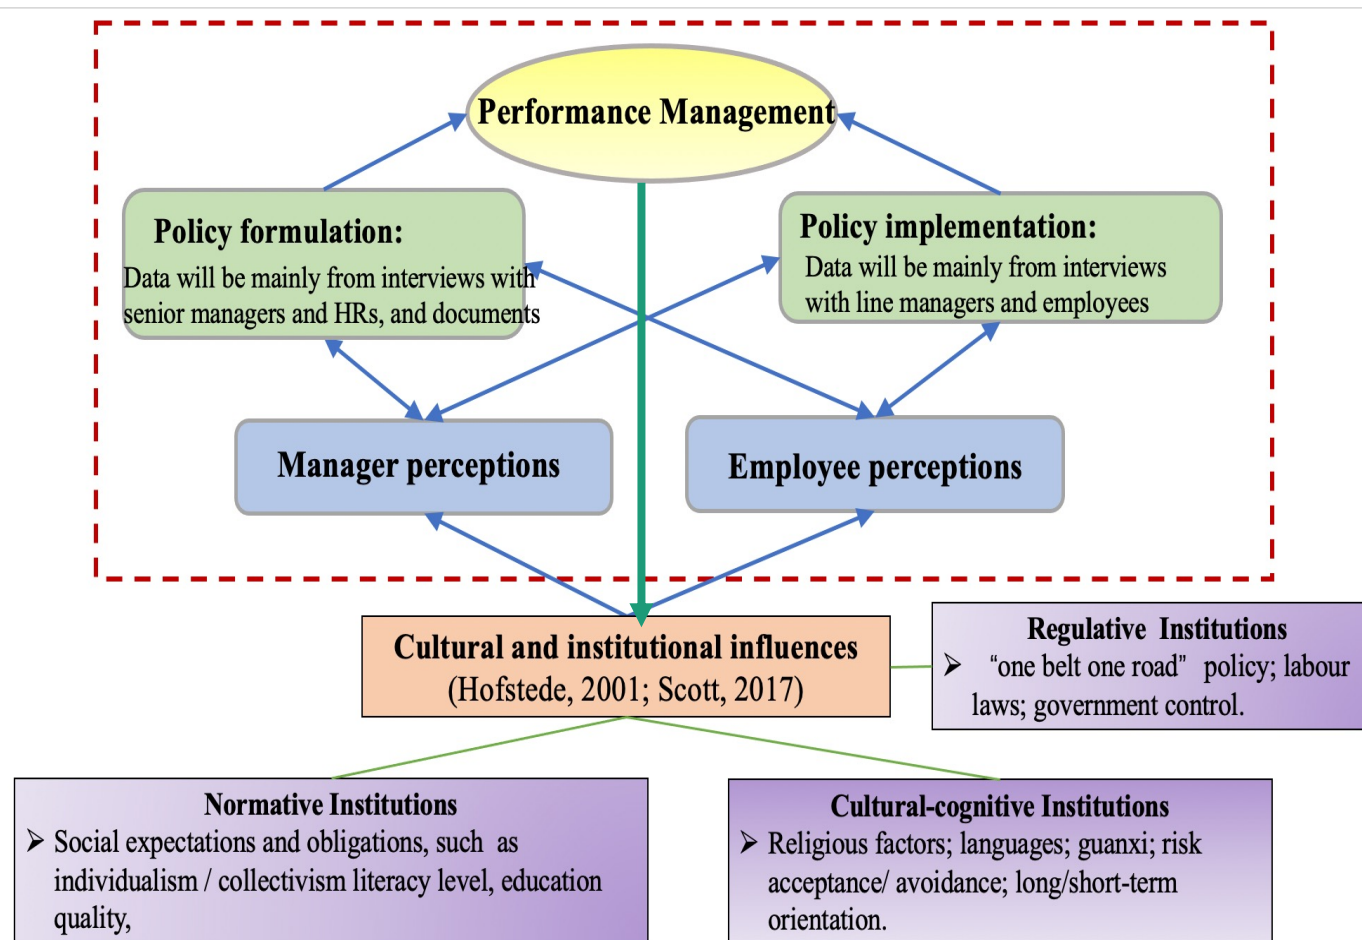 Performance Management
Policy formulation:
Data will be mainly from interviews with
senior managers and HRs, and documents
Policy implementation:
Data will be mainly from interviews
with line managers and employees
Manager perceptions
Employee perceptions
Cultural and institutional influences
(Hofstede, 2001; Scott, 2017)
Regulative Institutions
➢ “one belt one road” policy; labour
laws; government control.
Normative Institutions
➢ Social expectations and obligations, such as
individualism / collectivism literacy level, education
quality,
Cultural-cognitive Institutions
➢ Religious factors; languages; guanxi; risk
acceptance/ avoidance; long/short-term
orientation.